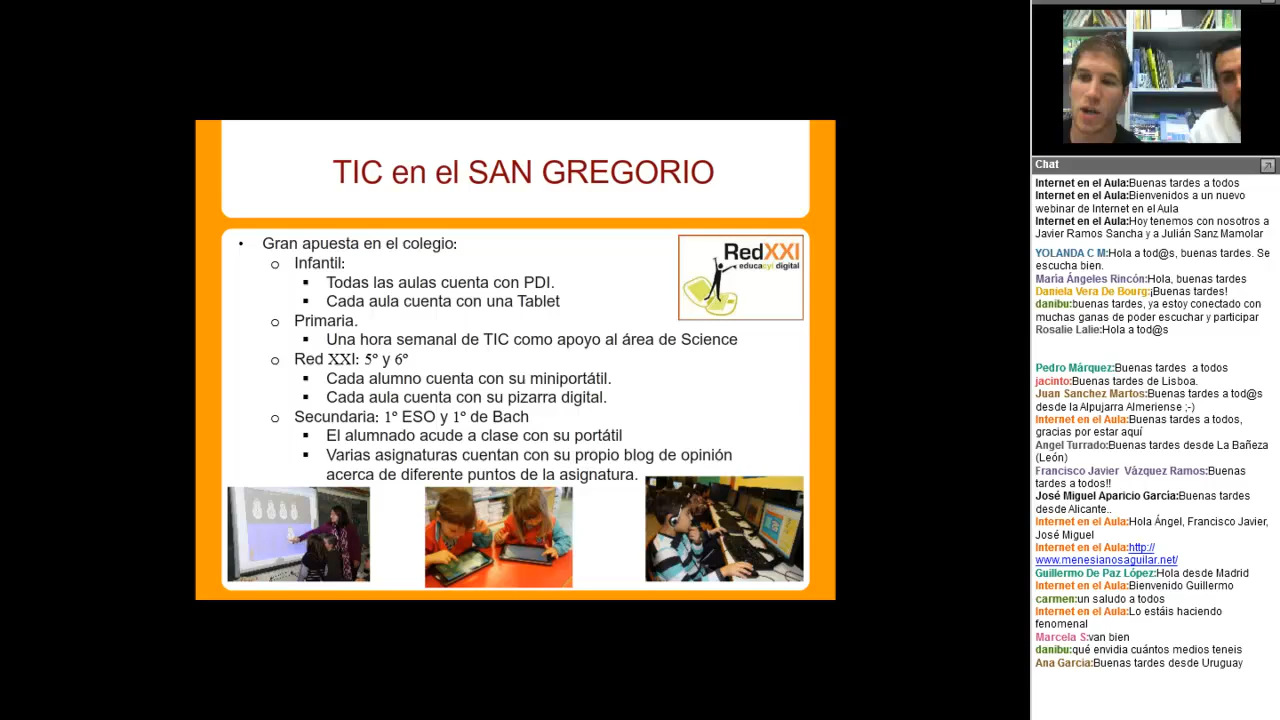 TIC en el SAN GREGORIO
• Gran apuesta en el colegio:
o Infantil:
▪ Todas las aulas cuenta con PDI.
▪ Cada aula cuenta con una Tablet
o Primaria.
▪ Una hora semanal de TIC como apoyo al área de Science
o Red XXI: 5º y 6º
▪ Cada alumno cuenta con su miniportátil.
▪ Cada aula cuenta con su pizarra digital.
o Secundaria: 1º ESO y 1º de Bach
▪ El alumnado acude a clase con su portátil
▪ Varias asignaturas cuentan con su propio blog de opinión
acerca de diferente puntos de la asignatura.
RedXXI
educacyl digital
Chat
Internet en el Aula:Buenas tardes a todos
Internet en el Aula:Bienvenidos a un nuevo
webinar de Internet en el Aula
Internet en el Aula:Hoy tenemos con nosotros a
Javier Ramos Sancha y a Julián Sanz Mamolar
YOLANDA C M:Hola a tod@s, buenas tardes. Se
escucha bien.
María Ángeles Rincón:Hola, buenas tardes
Daniela Vera De Bourg:¡Buenas tardes!
danibu:buenas tardes, ya estoy conectado con
muchas ganas de poder escuchar y participar
Rosalie Lalie:Hola a tod@s
Pedro Márquez:Buenas tardes a todos
jacinto:Buenas tardes de Lisboa.
Juan Sanchez Martos:Buenas tardes a tod@s
desde la Alpujarra Almeriense ;-)
Internet en el Aula:Buenas tardes a todos,
gracias por estar aquí
Angel Turrado:Buenas tardes desde La Bañeza
(León)
Francisco Javier Vázquez Ramos:Buenas
tardes a todos!!
José Miguel Aparicio García:Buenas tardes
desde Alicante..
Internet en el Aula:Hola Ángel, Francisco Javier,
José Miguel
Internet en el Aula:http://
www.menesianosaguilar.net/
Guillermo De Paz López:Hola desde Madrid
Internet en el Aula:Bienvenido Guillermo
carmen:un saludo a todos
Internet en el Aula:Lo estáis haciendo
fenomenal
Marcela S:van bien
danibu:qué envidia cuántos medios teneis
Ana Garcia:Buenas tardes desde Uruguay